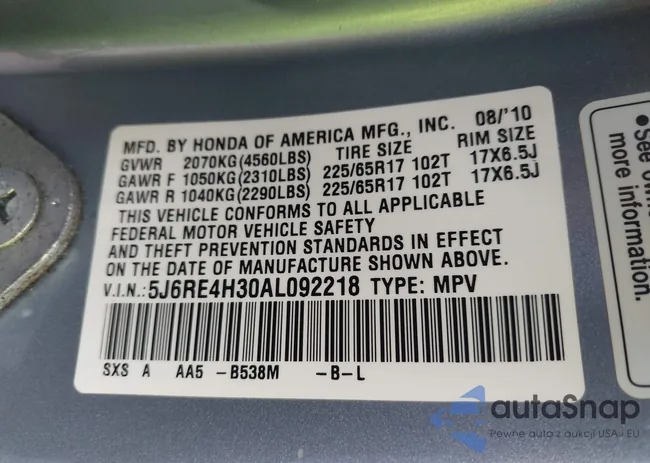 MFD. BY HONDA OF AMERICA MFG., INC. 08/'10
GVWR 2070KG(4560LBS) TIRE SIZE RIM SIZE
GAWR F 1050KG(2310LBS) 225/65R17 102T 17X6.5J
GAWR R 1040KG(2290LBS) 225/65R17 102T 17X6.5J
THIS VEHICLE CONFORMS TO ALL APPLICABLE
FEDERAL MOTOR VEHICLE SAFETY
AND THEFT PREVENTION STANDARDS IN EFFECT
ON THE DATE OF MANUFACTURE SHOWN ABOVE.
V.I.N.:5J6RE4H30AL092218 TYPE: MPV
SXS A AA5 -B538M -B-L
•See own
more information.
autaSnap
Pewne auta z aukcji USA i EU